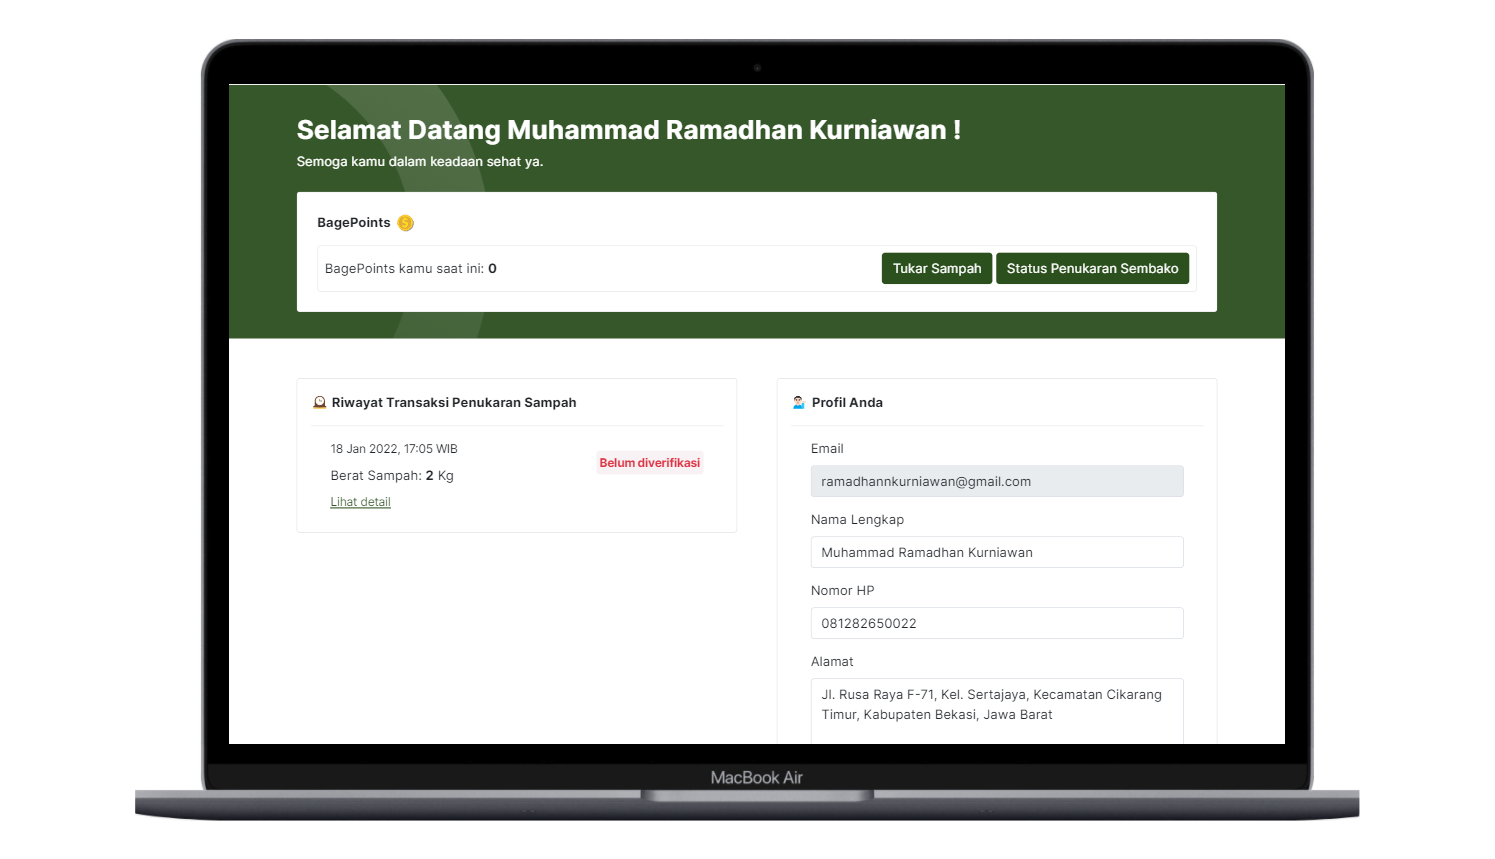 Selamat Datang Muhammad Ramadhan Kurniawan !
Semoga kamu dalam keadaan sehat ya.
BagePoints
BagePoints kamu saat ini: 0
Tukar Sampah
Status Penukaran Sembako
Riwayat Transaksi Penukaran Sampah
18 Jan 2022, 17:05 WIB
Berat Sampah: 2 Kg
Lihat detail
Belum diverifikasi
Profil Anda
Email
ramadhannkurniawan@gmail.com
Nama Lengkap
Muhammad Ramadhan Kurniawan
Nomor HP
081282650022
Alamat
Jl. Rusa Raya F-71, Kel. Sertajaya, Kecamatan Cikarang
Timur, Kabupaten Bekasi, Jawa Barat
MacBook Air